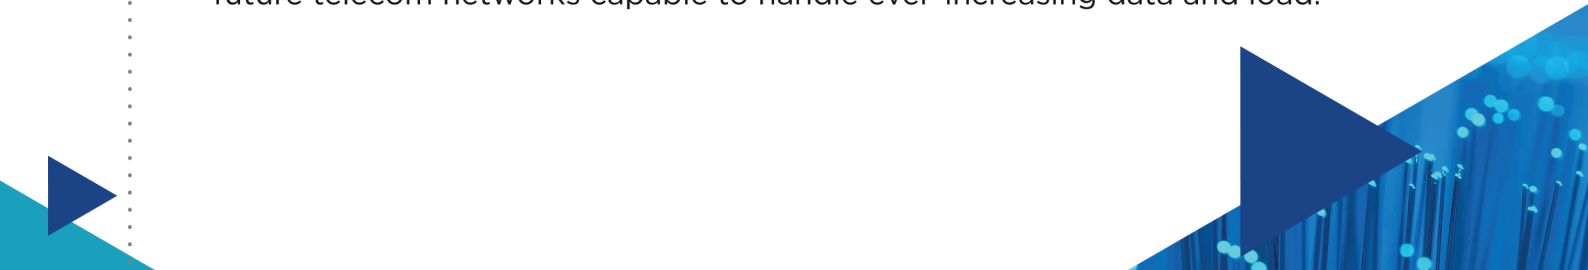 future telecom networks capable to handle ever-increasing data and load.